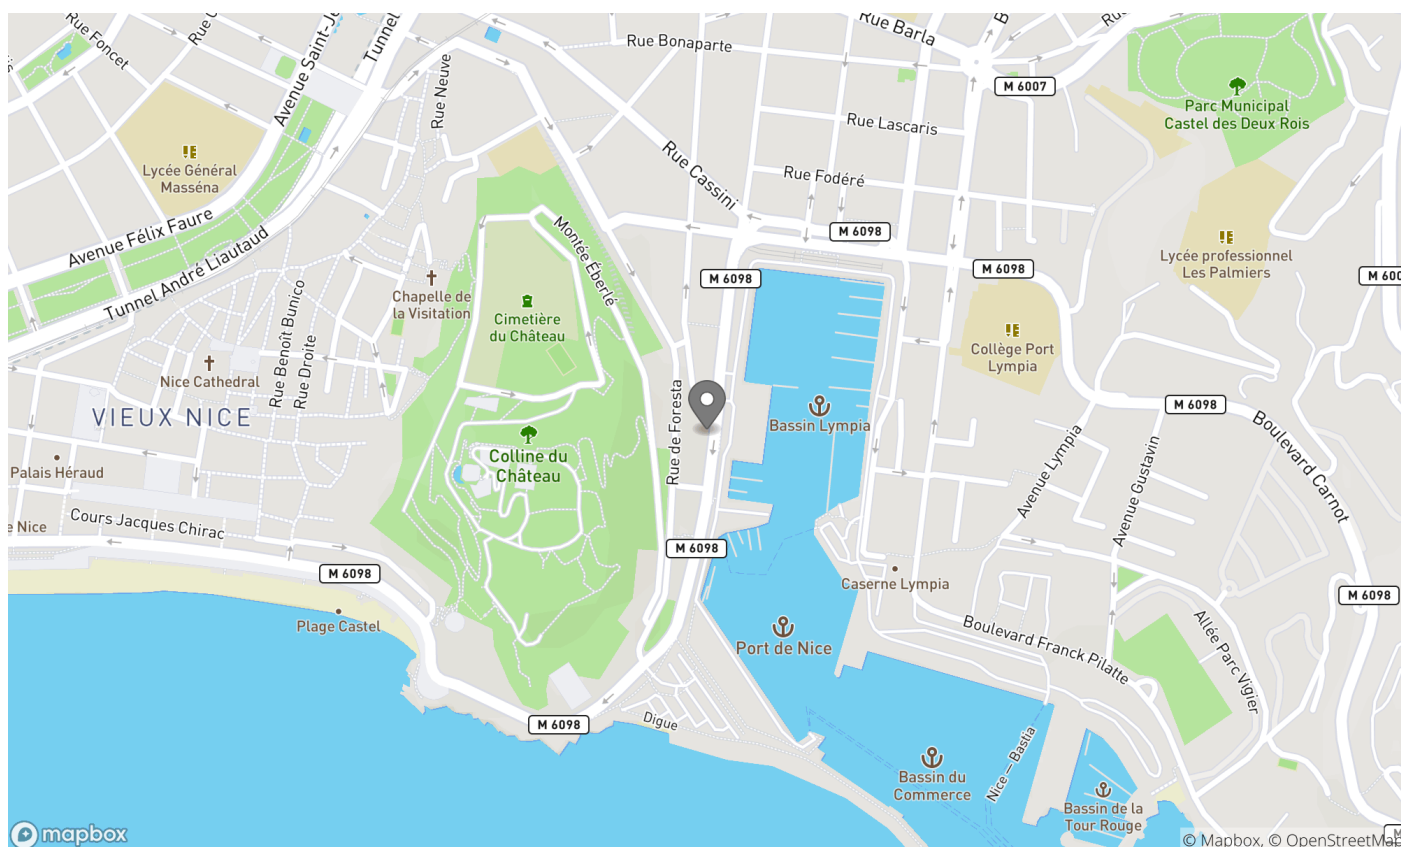 Rue Foncet
Rue
Avenue Saint-Je
Tunnel
Rue Neuve
Rue Bonaparte
Rue Barla
B
Ru
M 6007
Parc Municipal
Castel des Deux Rois
Rue Lascaris
Lycée Général
Masséna
Rue Cassini
Rue Fodéré
Avenue Félix Faure
Montée Éberlé
M 6098
Lycée professionnel
Les Palmiers
Tunnel André Liautaud
M 6098
M 600
M 6098
Chapelle de
la Visitation
Cimetière
du Château
Rue Benoît Bunico
Rue Droite
Collège Port
Lympia
Nice Cathedral
Rue de Foresta
M 6098
VIEUX NICE
Bassin Lympia
Boulevard Carnot
Colline du
Château
Avenue Lympia
Avenue Gustavin
Palais Héraud
Cours Jacques Chirac
e Nice
M 6098
M 6098
Caserne Lympia
M 6098
Plage Castel
Port de Nice
Boulevard Franck Pilatte
Allée Parc Vigier
M 6098
Digue
Nice — Bastia
Bassin du
Commerce
Bassin de la
Tour Rouge
mapbox
© Mapbox, © OpenStreetMap